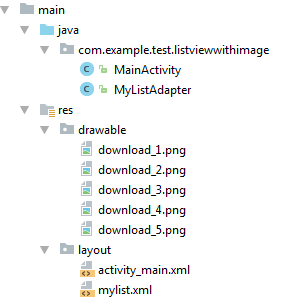 main
java
com.example.test.listviewwithimage
MainActivity
MyListAdapter
res
drawable
download_1.png
download_2.png
download_3.png
download_4.png
download_5.png
layout
activity_main.xml
mylist.xml